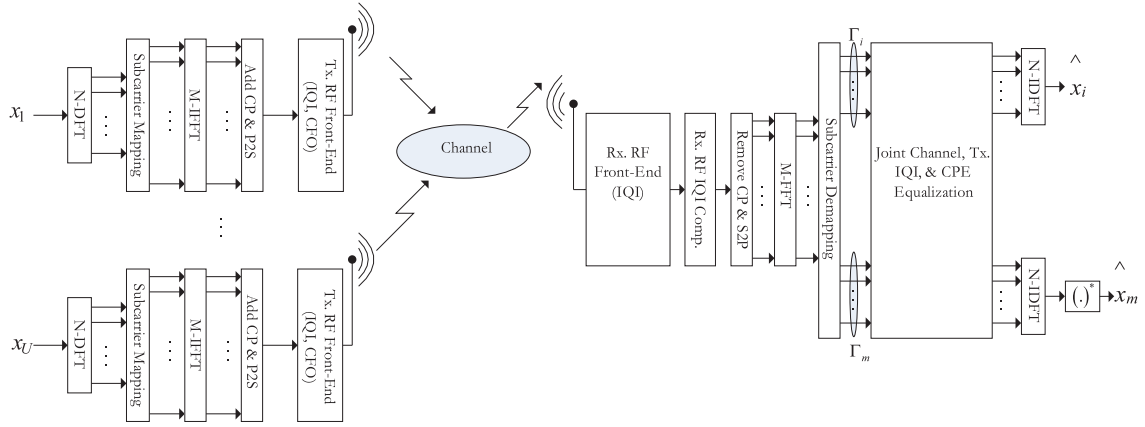 x1
N-DFT
Subcarrier Mapping
M-IFFT
Add CP & P2S
Tx. RF Front-End
(IQI, CFO)
xU
N-DFT
Subcarrier Mapping
M-IFFT
Add CP & P2S
Tx. RF Front-End
(IQI, CFO)
Channel
Rx. RF
Front-End
(IQI)
Rx. RF IQI Comp.
Remove CP & S2P
M-FFT
Subcarrier Demapping
Γi
Γm
Joint Channel, Tx.
IQI, & CPE
Equalization
N-IDFT
x̂i
N-IDFT
(.)*
x̂m